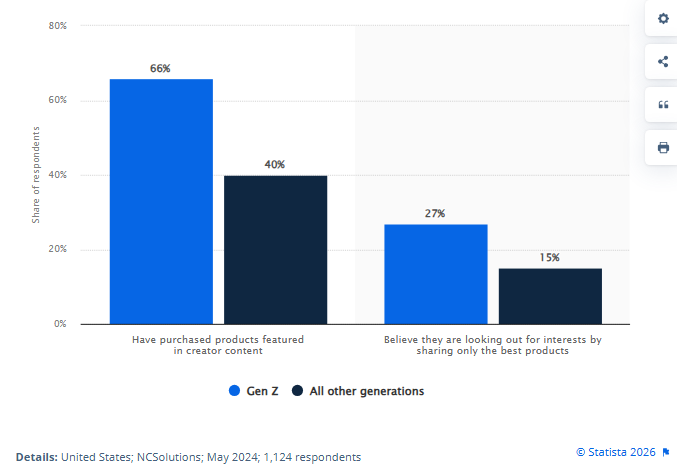 80%
60%
40%
20%
0%
Share of respondents
66%
40%
27%
15%
Have purchased products featured
in creator content
Believe they are looking out for interests by
sharing only the best products
Gen Z
All other generations
Details: United States; NCSolutions; May 2024; 1,124 respondents
© Statista 2026